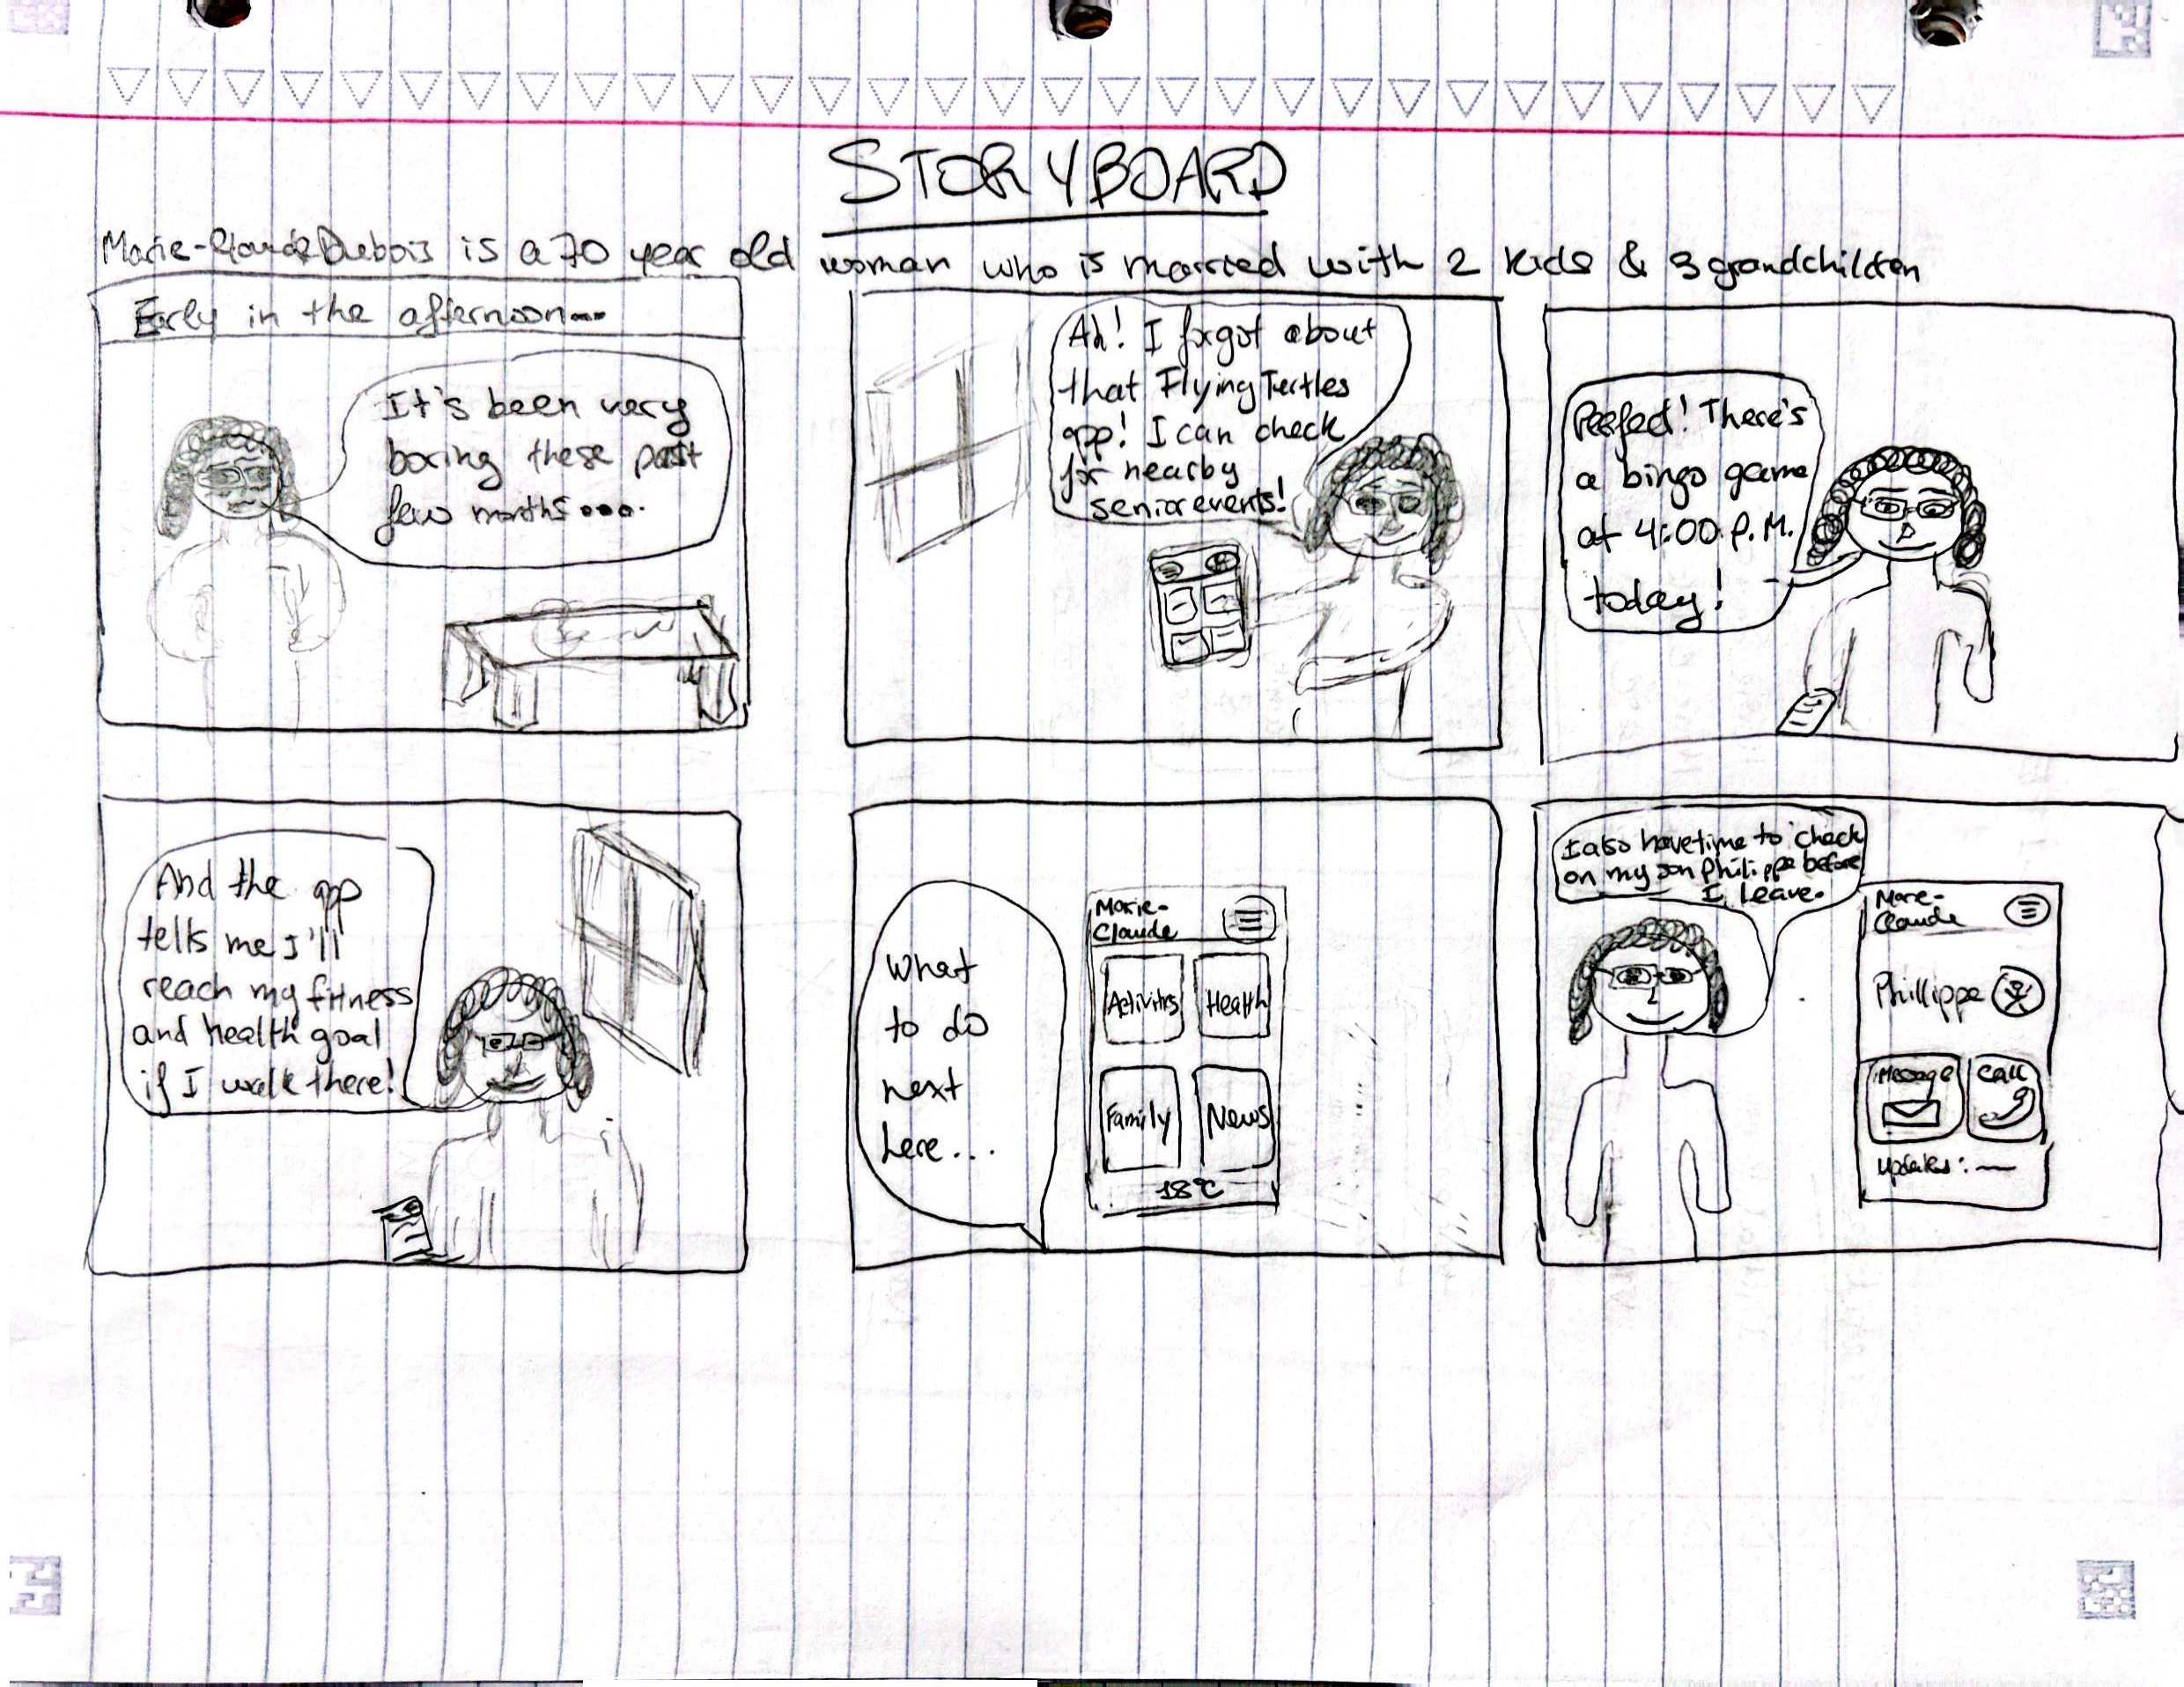 STORYBOARD
Marie-Claude Dubois is a 70 year old woman who is married with 2 kids & 3 grandchildren
Early in the afternoon...
It's been very
boring these past
few months....
Ah! I forgot about
that Flying Turtles
app! I can check
for nearby
senior events!
Perfect! There's
a bingo game
at 4:00 P.M.
today!
And the app
tells me I'll
reach my fitness
and health goal
if I walk there!
What
to do
next
here...
Marie-
Claude
Activities
Health
Family
News
18°C
I also have time to check
on my son Philippe before
I leave.
Marie-
Claude
Phillippe
Message
Call
Updates: